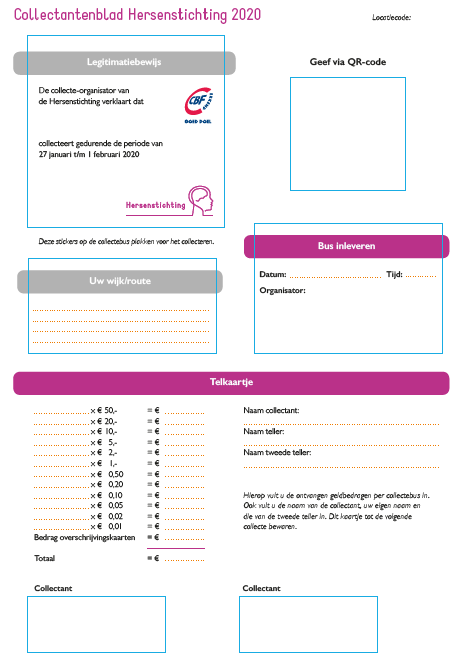 Collectantenblad Hersenstichting 2020
Locatiecode:
Legitimatiebewijs
De collecte-organisator van
de Hersenstichting verklaart dat
CBF
GOED DOEL
collecteert gedurende de periode van
27 januari t/m 1 februari 2020
Hersenstichting
Geef via QR-code
Deze stickers op de collectebus plakken voor het collecteren.
Uw wijk/route
Bus inleveren
Datum: Tijd:
Organisator:
Telkaartje
x € 50,- = €
x € 20,- = €
x € 10,- = €
x € 5,- = €
x € 2,- = €
x € 1,- = €
x € 0,50 = €
x € 0,20 = €
x € 0,10 = €
x € 0,05 = €
x € 0,02 = €
x € 0,01 = €
Bedrag overschrijvingskaarten = €
Totaal = €
Naam collectant:
Naam teller:
Naam tweede teller:
Hierop vult u de ontvangen geldbedragen per collectebus in.
Ook vult u de naam van de collectant, uw eigen naam en
die van de tweede teller in. Dit kaartje tot de volgende
collecte bewaren.
Collectant
Collectant